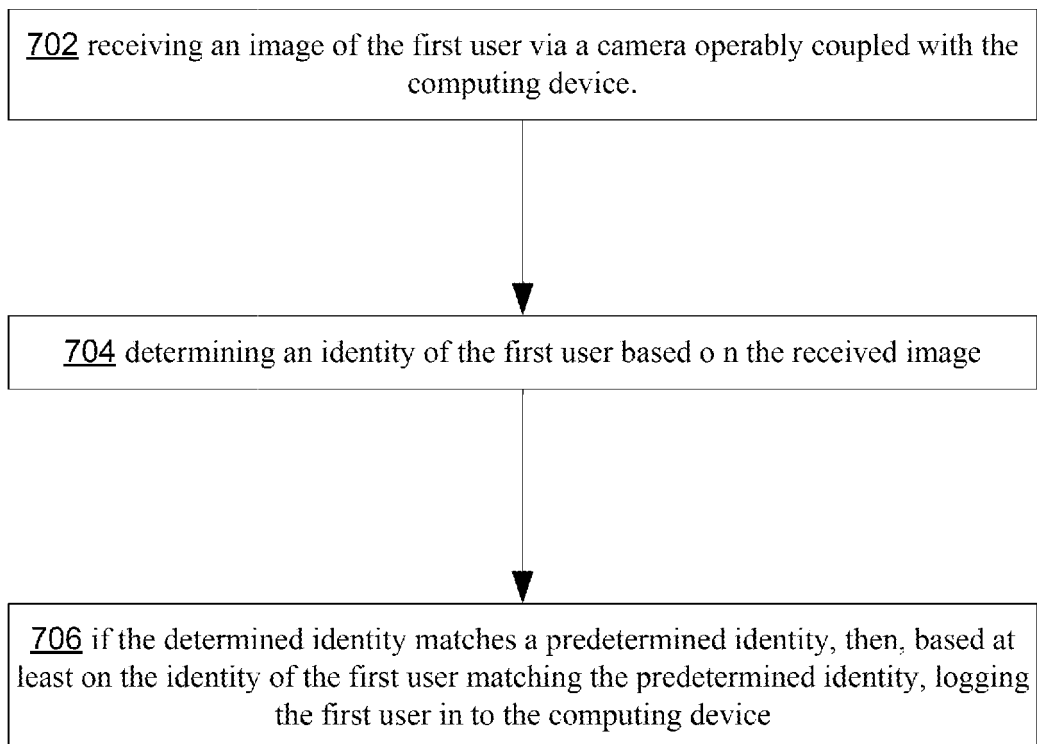 702 receiving an image of the first user via a camera operably coupled with the
computing device.
704 determining an identity of the first user based o n the received image
706 if the determined identity matches a predetermined identity, then, based at
least on the identity of the first user matching the predetermined identity, logging
the first user in to the computing device